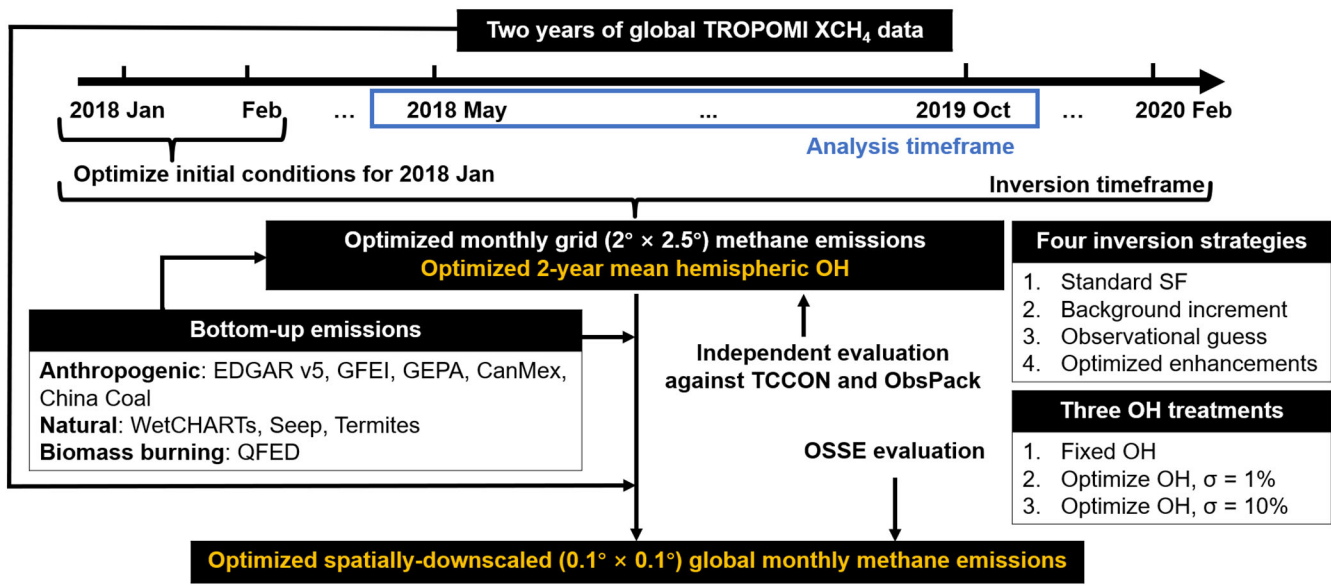 Two years of global TROPOMI XCH₄ data
2018 Jan Feb ... 2018 May ... 2019 Oct ... 2020 Feb
Analysis timeframe
Optimize initial conditions for 2018 Jan
Inversion timeframe
Optimized monthly grid (2° × 2.5°) methane emissions
Optimized 2-year mean hemispheric OH
Four inversion strategies
1. Standard SF
2. Background increment
3. Observational guess
4. Optimized enhancements
Bottom-up emissions
Anthropogenic: EDGAR v5, GFEI, GEPA, CanMex,
China Coal
Natural: WetCHARTs, Seep, Termites
Biomass burning: QFED
Independent evaluation
against TCCON and ObsPack
OSSE evaluation
Three OH treatments
1. Fixed OH
2. Optimize OH, σ = 1%
3. Optimize OH, σ = 10%
Optimized spatially-downscaled (0.1° × 0.1°) global monthly methane emissions